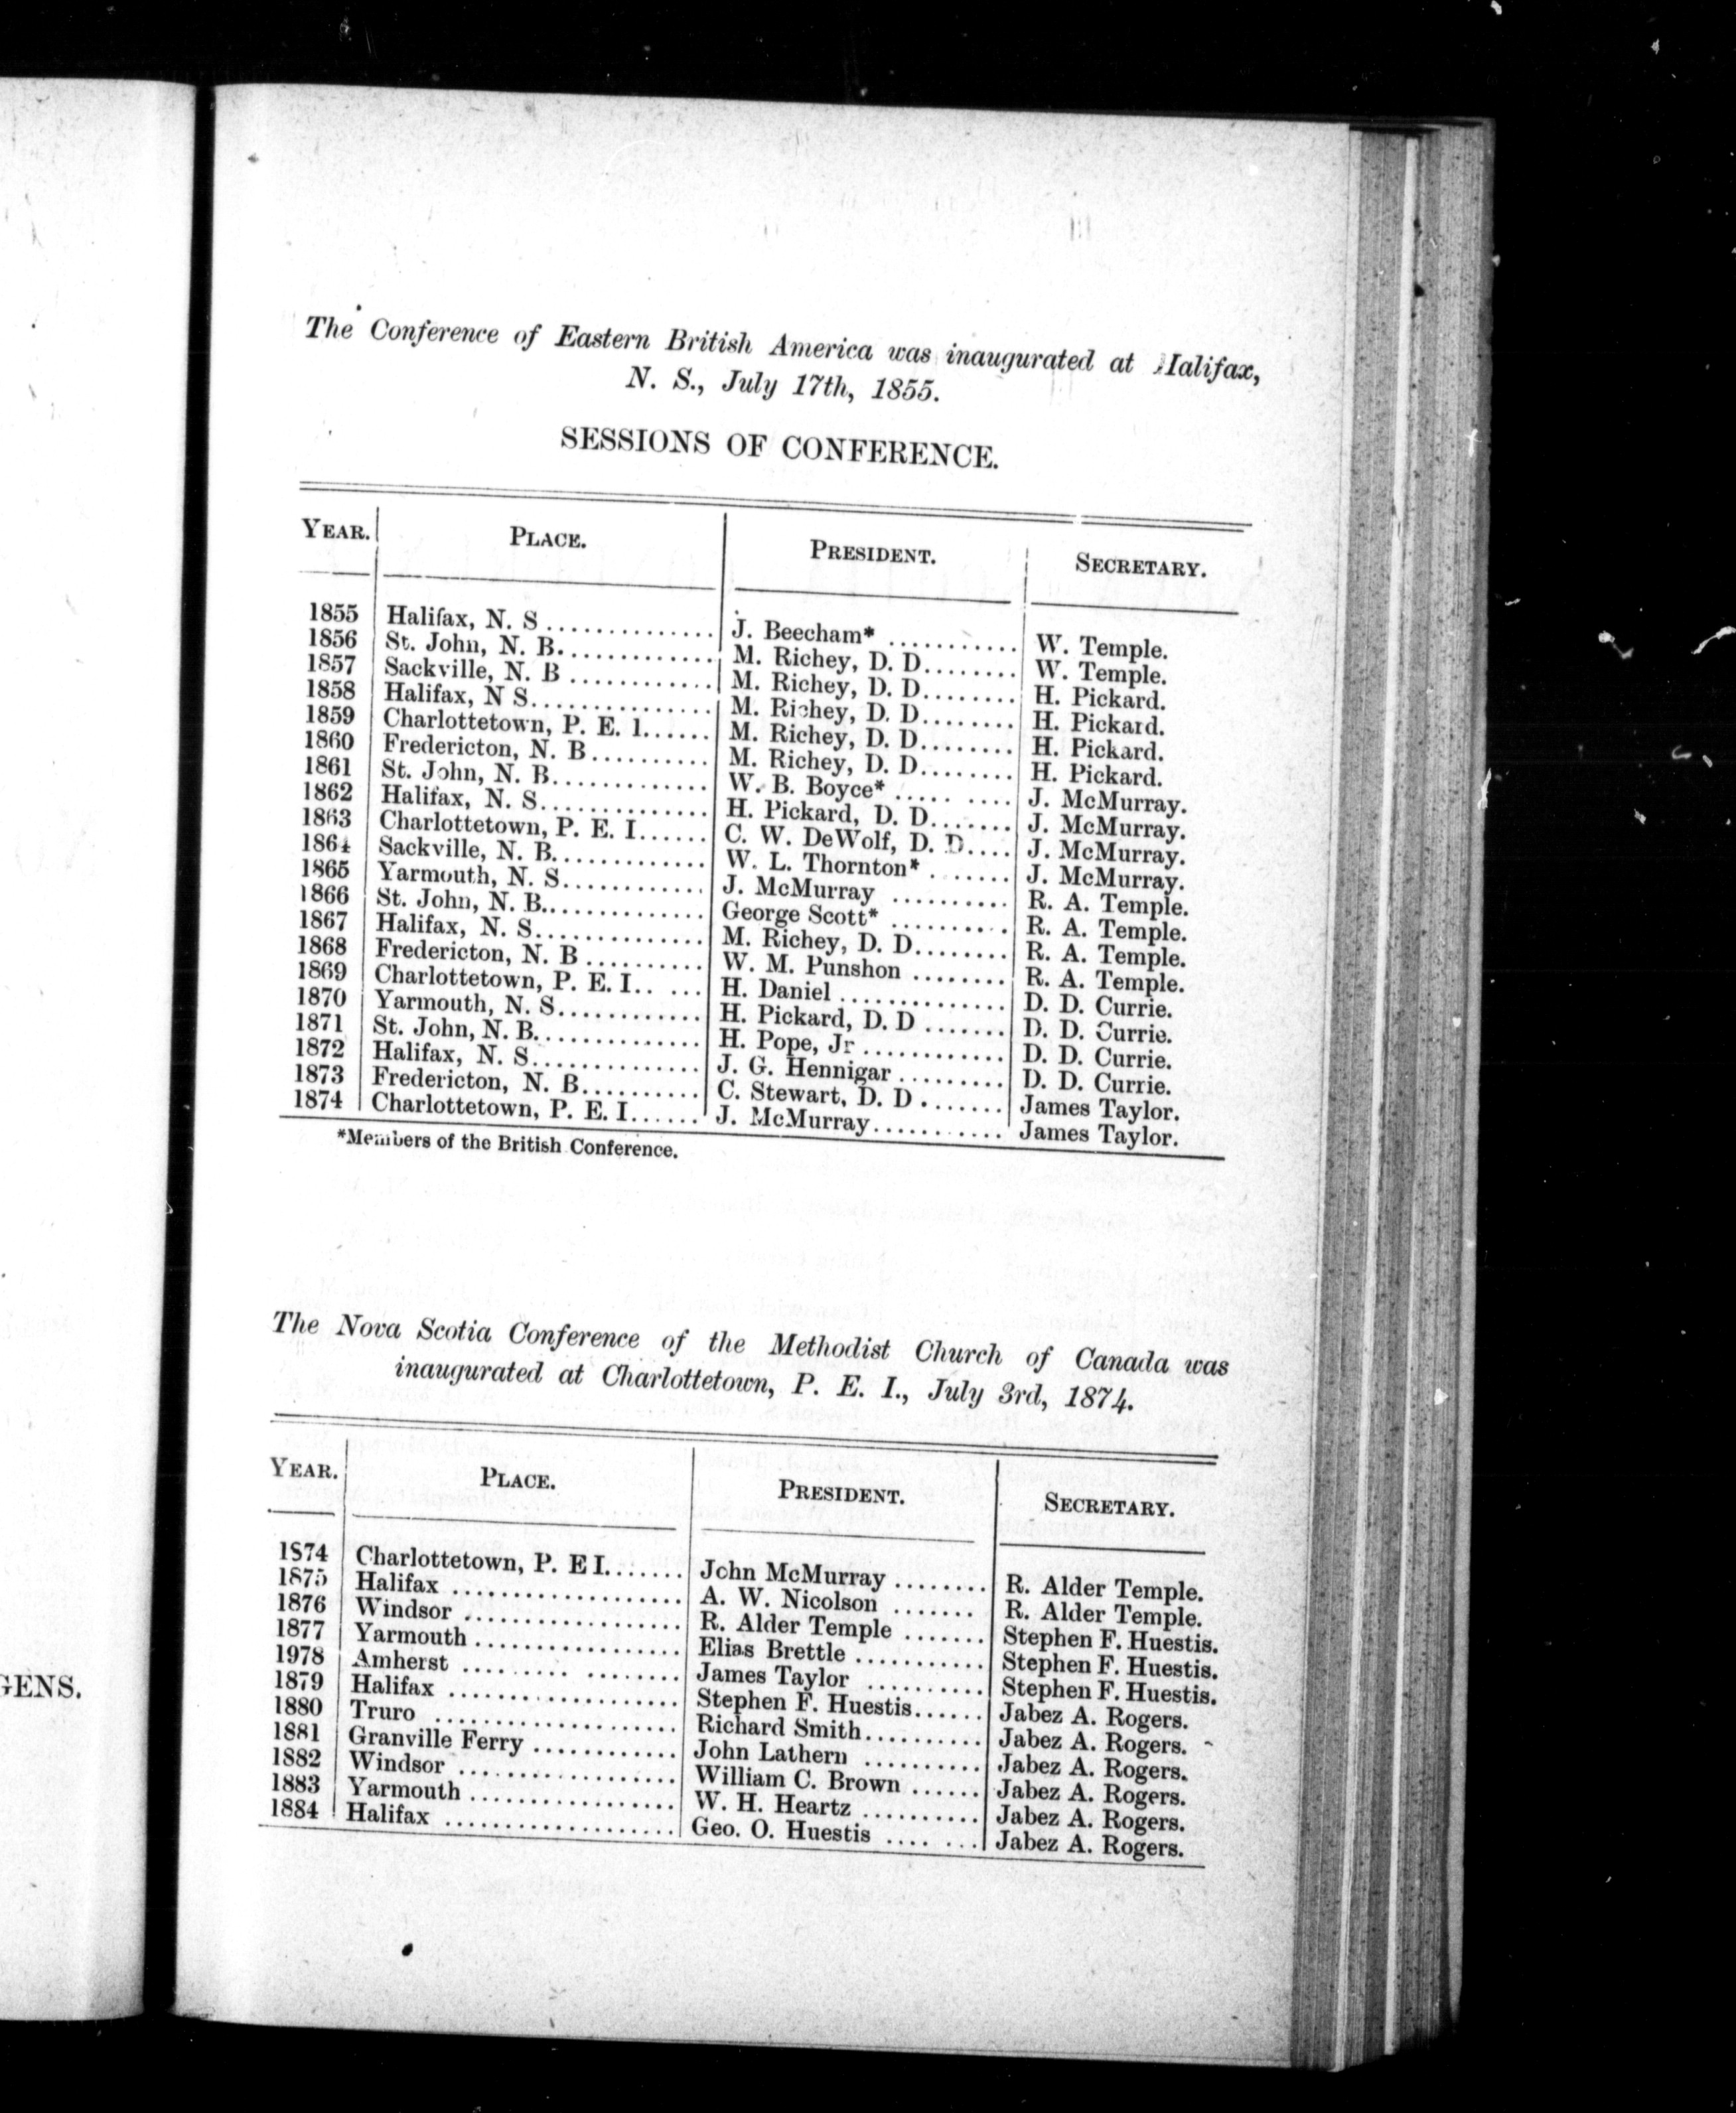 The Conference of Eastern British America was inaugurated at Halifax,
N. S., July 17th, 1855.
SESSIONS OF CONFERENCE.
YEAR. PLACE. PRESIDENT. SECRETARY.
1855 Halifax, N. S.............. J. Beecham* ........... W. Temple.
1856 St. John, N. B............. M. Richey, D. D........ W. Temple.
1857 Sackville, N. B ............ M. Richey, D. D........ H. Pickard.
1858 Halifax, N S............... M. Richey, D. D........ H. Pickard.
1859 Charlottetown, P. E. I...... M. Richey, D. D........ H. Pickard.
1860 Fredericton, N. B.......... M. Richey, D. D........ H. Pickard.
1861 St. John, N. B............. W. B. Boyce* ..... .... J. McMurray.
1862 Halifax, N. S.............. H. Pickard, D. D....... J. McMurray.
1863 Charlottetown, P. E. I...... C. W. DeWolf, D. D.... J. McMurray.
1864 Sackville, N. B............ W. L. Thornton* ....... J. McMurray.
1865 Yarmouth, N. S............ J. McMurray .......... R. A. Temple.
1866 St. John, N. B.............. George Scott* .......... R. A. Temple.
1867 Halifax, N. S.............. M. Richey, D. D........ R. A. Temple.
1868 Fredericton, N. B .......... W. M. Punshon ........ R. A. Temple.
1869 Charlottetown, P. E. I.. ... H. Daniel .............. D. D. Currie.
1870 Yarmouth, N. S............ H. Pickard, D. D ....... D. D. Currie.
1871 St. John, N. B.............. H. Pope, Jr ............ D. D. Currie.
1872 Halifax, N. S.............. J. G. Hennigar ......... D. D. Currie.
1873 Fredericton, N. B.......... C. Stewart, D. D ....... James Taylor.
1874 Charlottetown, P. E. I...... J. McMurray........... James Taylor.
*Members of the British Conference.
The Nova Scotia Conference of the Methodist Church of Canada was
inaugurated at Charlottetown, P. E. I., July 3rd, 1874.
YEAR. PLACE. PRESIDENT. SECRETARY.
1874 Charlottetown, P. E I....... John McMurray ........ R. Alder Temple.
1875 Halifax .................... A. W. Nicolson ....... R. Alder Temple.
1876 Windsor ................... R. Alder Temple ....... Stephen F. Huestis.
1877 Yarmouth .................. Elias Brettle ........... Stephen F. Huestis.
1978 Amherst .... ..... ........ James Taylor .......... Stephen F. Huestis.
1879 Halifax .................... Stephen F. Huestis...... Jabez A. Rogers.
1880 Truro ..................... Richard Smith.......... Jabez A. Rogers.
1881 Granville Ferry ............ John Lathern .......... Jabez A. Rogers.
1882 Windsor ................... William C. Brown ...... Jabez A. Rogers.
1883 Yarmouth .................. W. H. Heartz .......... Jabez A. Rogers.
1884 Halifax .................... Geo. O. Huestis .... ... Jabez A. Rogers.
GENS.